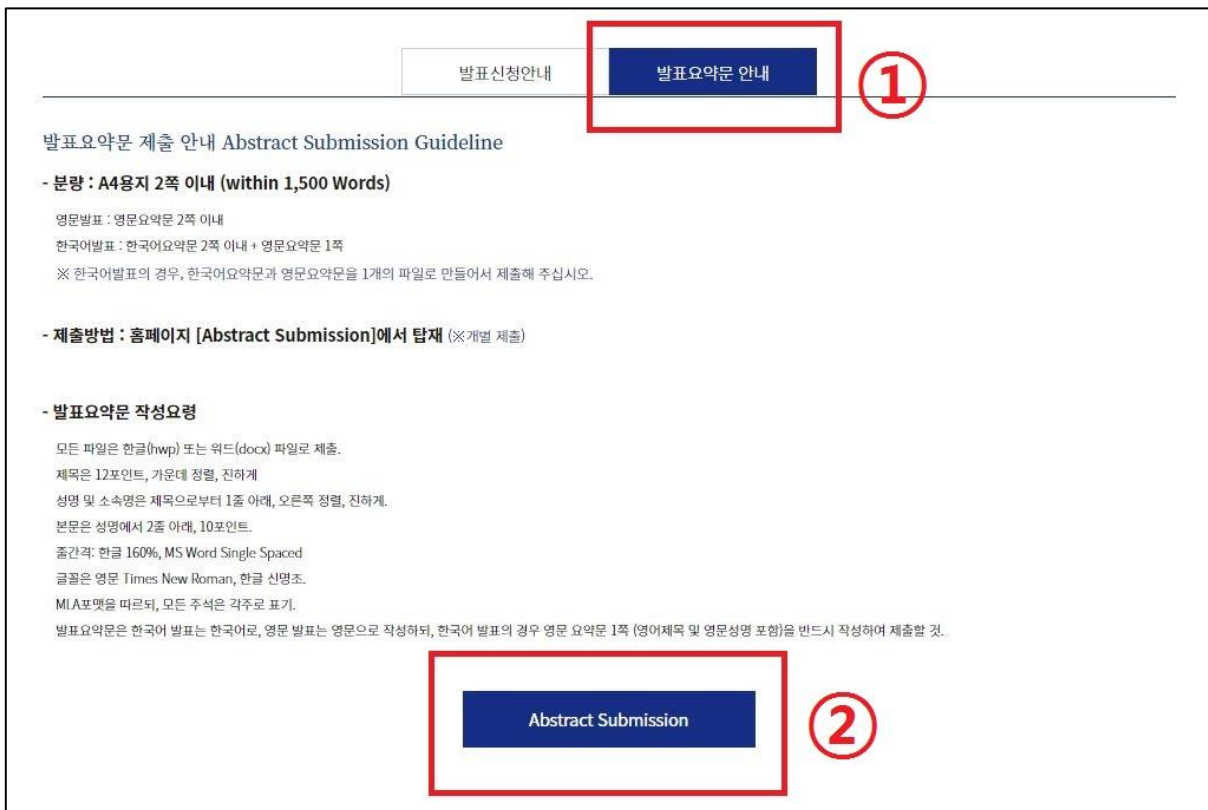 발표신청안내
발표요약문 안내
①
발표요약문 제출 안내 Abstract Submission Guideline
- 분량 : A4용지 2쪽 이내 (within 1,500 Words)
영문발표 : 영문요약문 2쪽 이내
한국어발표 : 한국어요약문 2쪽 이내 + 영문요약문 1쪽
※ 한국어발표의 경우, 한국어요약문과 영문요약문을 1개의 파일로 만들어서 제출해 주십시오.
- 제출방법 : 홈페이지 [Abstract Submission]에서 탑재 (※개별 제출)
- 발표요약문 작성요령
모든 파일은 한글(hwp) 또는 워드(docx) 파일로 제출.
제목은 12포인트, 가운데 정렬, 진하게
성명 및 소속명은 제목으로부터 1줄 아래, 오른쪽 정렬, 진하게.
본문은 성명에서 2줄 아래, 10포인트.
줄간격: 한글 160%, MS Word Single Spaced
글꼴은 영문 Times New Roman, 한글 신명조.
MLA포맷을 따르되, 모든 주석은 각주로 표기.
발표요약문은 한국어 발표는 한국어로, 영문 발표는 영문으로 작성하되, 한국어 발표의 경우 영문 요약문 1쪽 (영어제목 및 영문성명 포함)을 반드시 작성하여 제출할 것.
Abstract Submission
②